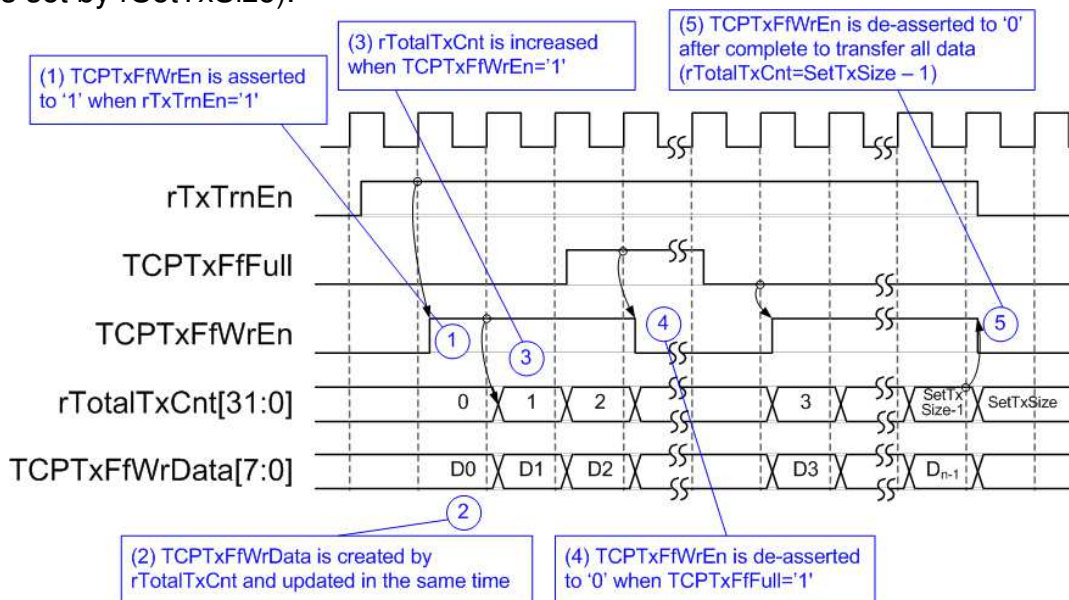 s set by rSetTxSize).
(5) TCPTxFfWrEn is de-asserted to ‘0’
after complete to transfer all data
(rTotalTxCnt=SetTxSize – 1)
(3) rTotalTxCnt is increased
when TCPTxFfWrEn='1'
(1) TCPTxFfWrEn is asserted
to ‘1’ when rTxTrnEn='1'
rTxTrnEn
TCPTxFfFull
TCPTxFfWrEn
1
3
4
5
rTotalTxCnt[31:0]
0 1 2 3 SetTx
Size-1 SetTxSize
TCPTxFfWrData[7:0]
D0 D1 D2 D3 Dn-1
2
(2) TCPTxFfWrData is created by
rTotalTxCnt and updated in the same time
(4) TCPTxFfWrEn is de-asserted
to ‘0’ when TCPTxFfFull='1'